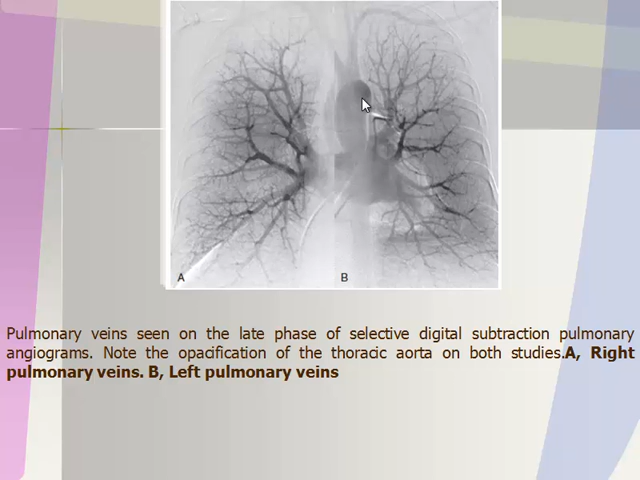 A
B
Pulmonary veins seen on the late phase of selective digital subtraction pulmonary
angiograms. Note the opacification of the thoracic aorta on both studies.A, Right
pulmonary veins. B, Left pulmonary veins